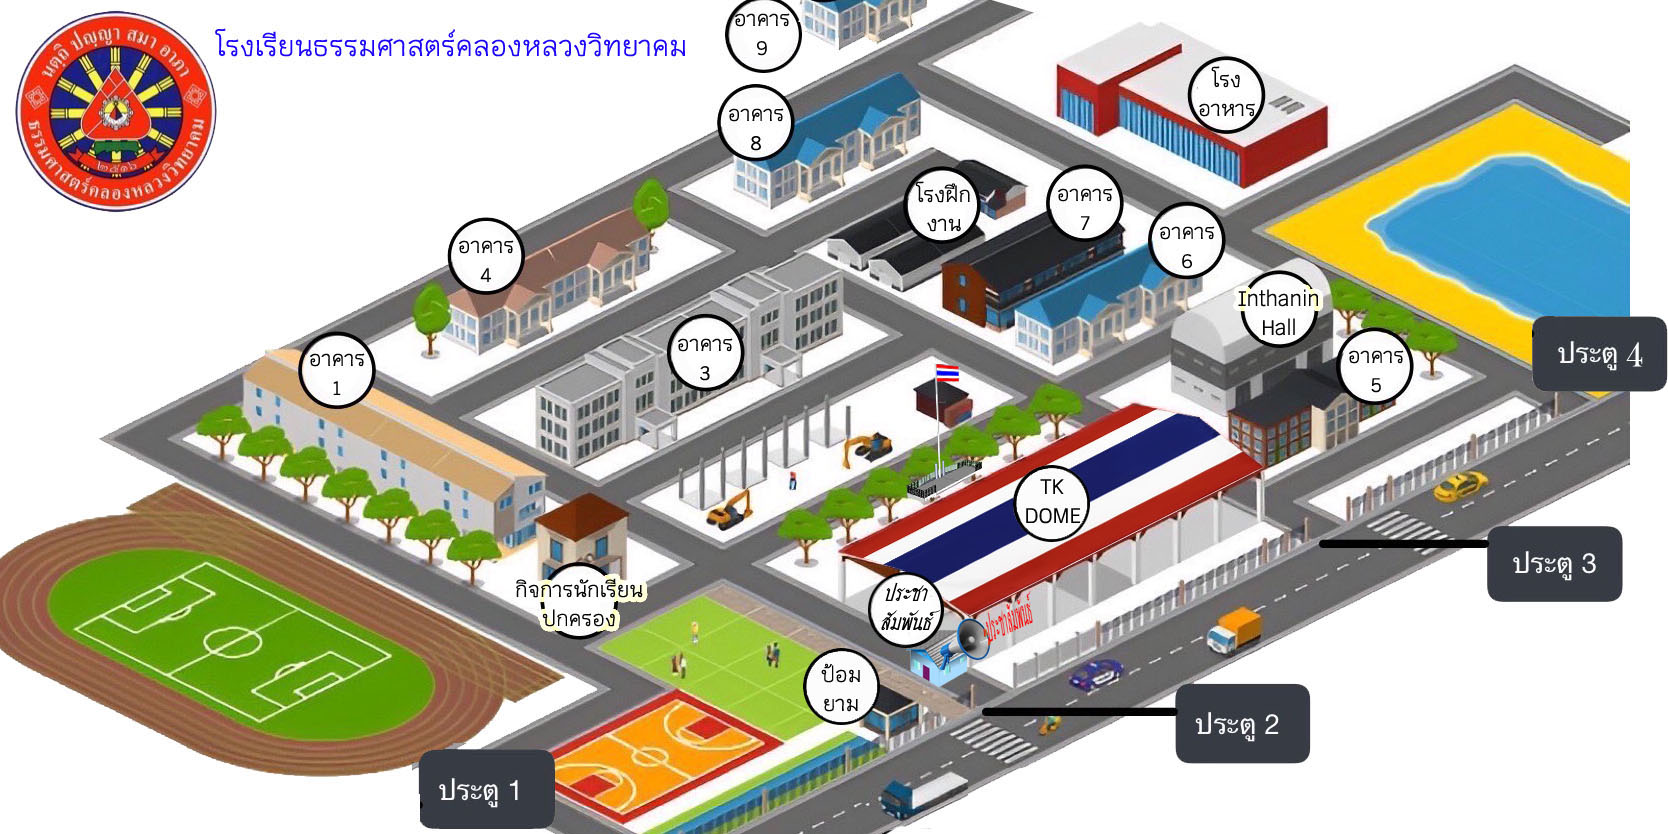 นตฺถิ ปญฺญา สมา อาภา
๒๕๓๖
ธรรมศาสตร์คลองหลวงวิทยาคม
โรงเรียนธรรมศาสตร์คลองหลวงวิทยาคม
อาคาร
9
อาคาร
8
โรง
อาหาร
โรงฝึก
งาน
อาคาร
7
อาคาร
6
อาคาร
4
Inthanin
Hall
อาคาร
3
อาคาร
1
อาคาร
5
ประตู 4
TK
DOME
ประตู 3
กิจการนักเรียน
ปกครอง
ประชา
สัมพันธ์
ประชาสัมพันธ์
ป้อม
ยาม
ประตู 2
ประตู 1